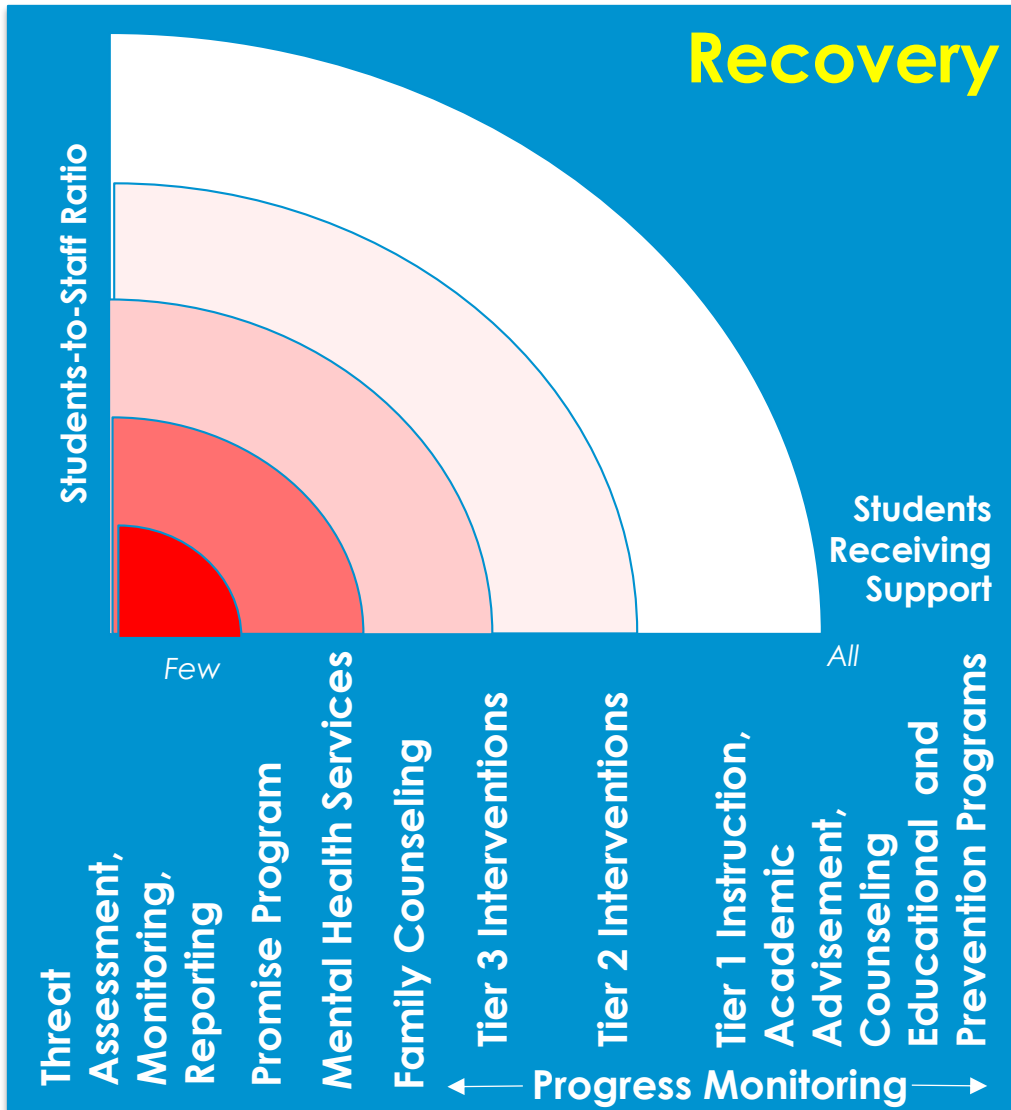 Recovery
Students-to-Staff Ratio
Students
Receiving
Support
Few
All
Threat
Assessment,
Monitoring,
Reporting
Promise Program
Mental Health Services
Family Counseling
Tier 3 Interventions
Tier 2 Interventions
Tier 1 Instruction,
Academic
Advisement,
Counseling
Educational and
Prevention Programs
Progress Monitoring